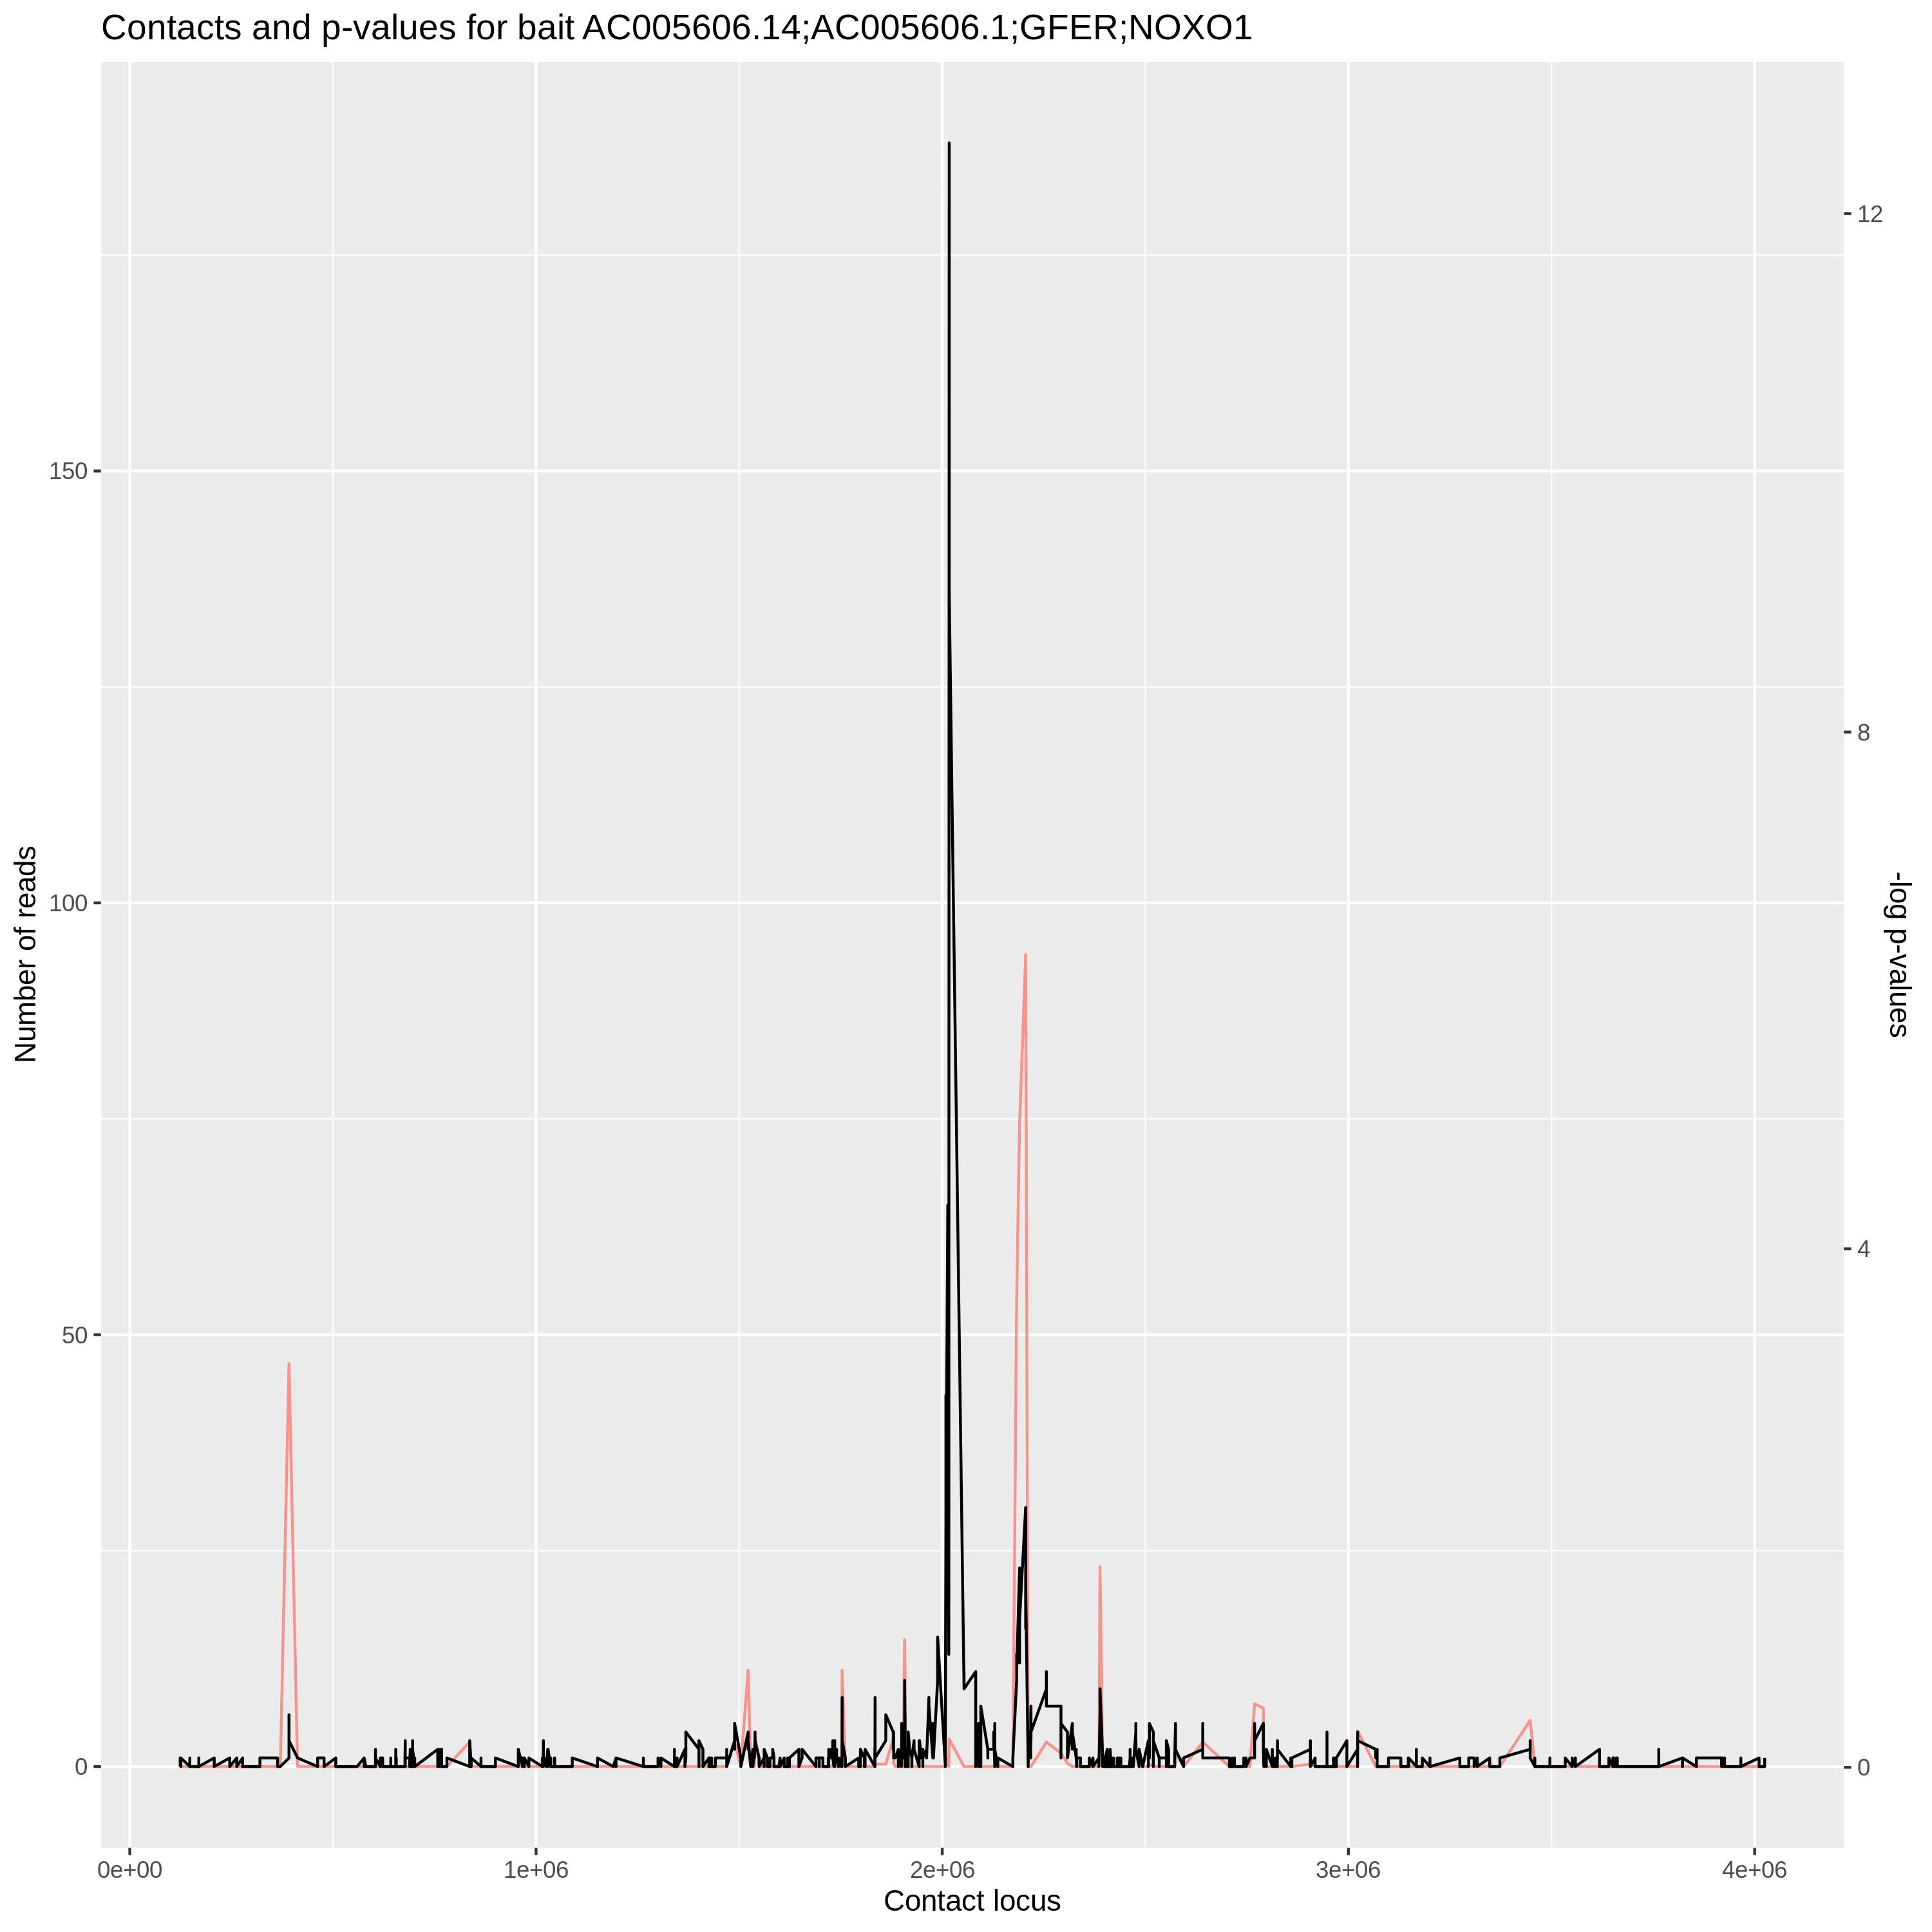 Contacts and p-values for bait AC005606.14;AC005606.1;GFER;NOXO1
Number of reads
150
100
50
0
12
8
4
0
-log p-values
0e+00
1e+06
2e+06
3e+06
4e+06
Contact locus